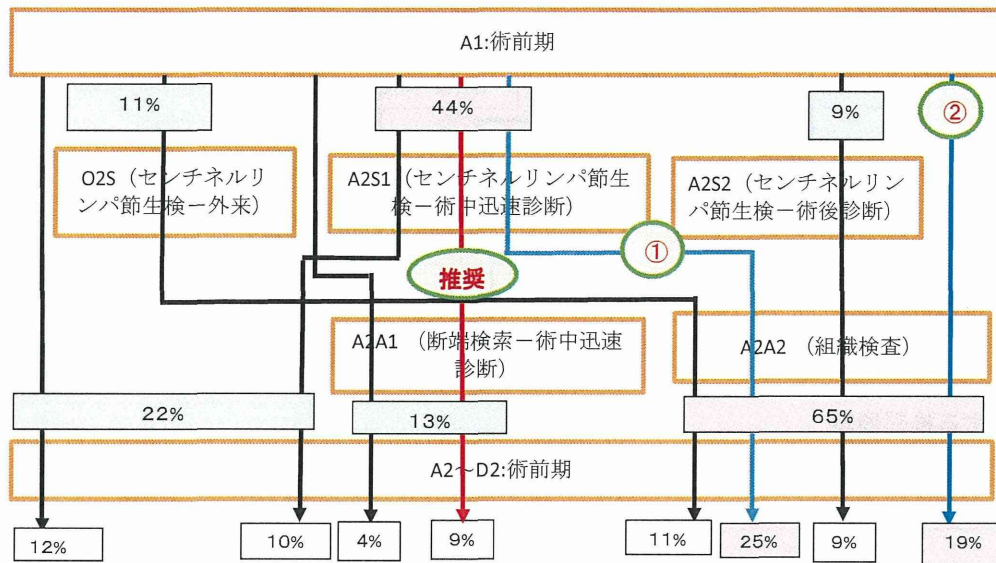 A1:術前期
11%
44%
9%
②
O2S（センチネルリ
ンパ節生検ー外来）
A2S1（センチネルリンパ節生
検ー術中迅速診断）
A2S2（センチネルリン
パ節生検ー術後診断）
①
推奨
A2A1 （断端検索ー術中迅速
診断）
A2A2 （組織検査）
22%
13%
65%
A2～D2:術前期
12%
10%
4%
9%
11%
25%
9%
19%